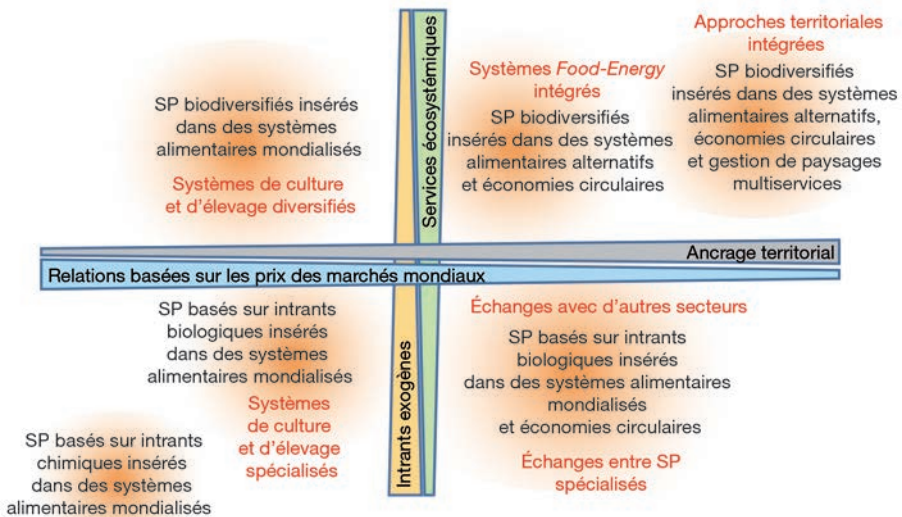 SP biodiversifiés insérés
dans des systèmes
alimentaires mondialisés
Systèmes de culture
et d’élevage diversifiés
Services écosystémiques
Systèmes Food-Energy
intégrés
SP biodiversifiés
insérés dans des systèmes
alimentaires alternatifs
et économies circulaires
Approches territoriales
intégrées
SP biodiversifiés
insérés dans des systèmes
alimentaires alternatifs,
économies circulaires
et gestion de paysages
multiservices
Ancrage territorial
Relations basées sur les prix des marchés mondiaux
SP basés sur intrants
biologiques insérés
dans des systèmes
alimentaires mondialisés
Systèmes
de culture
et d’élevage
spécialisés
SP basés sur intrants
chimiques insérés
dans des systèmes
alimentaires mondialisés
Intrants exogènes
Échanges avec d’autres secteurs
SP basés sur intrants
biologiques insérés
dans des systèmes alimentaires
mondialisés
et économies circulaires
Échanges entre SP
spécialisés